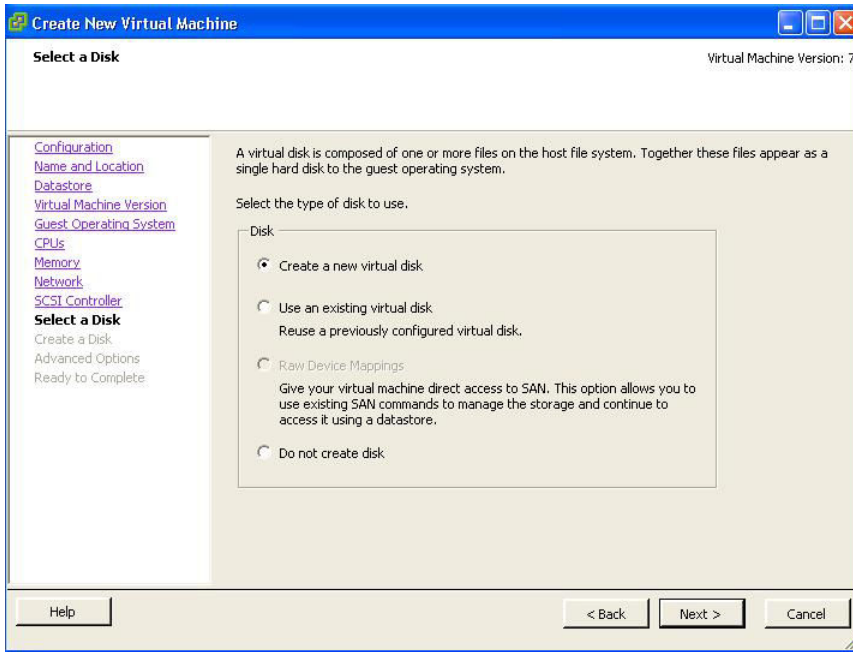 Create New Virtual Machine
Select a Disk
Virtual Machine Version: 7
Configuration
Name and Location
Datastore
Virtual Machine Version
Guest Operating System
CPUs
Memory
Network
SCSI Controller
Select a Disk
Create a Disk
Advanced Options
Ready to Complete
A virtual disk is composed of one or more files on the host file system. Together these files appear as a
single hard disk to the guest operating system.
Select the type of disk to use.
Disk
Create a new virtual disk
Use an existing virtual disk
Reuse a previously configured virtual disk.
Raw Device Mappings
Give your virtual machine direct access to SAN. This option allows you to
use existing SAN commands to manage the storage and continue to
access it using a datastore.
Do not create disk
Help
< Back
Next >
Cancel